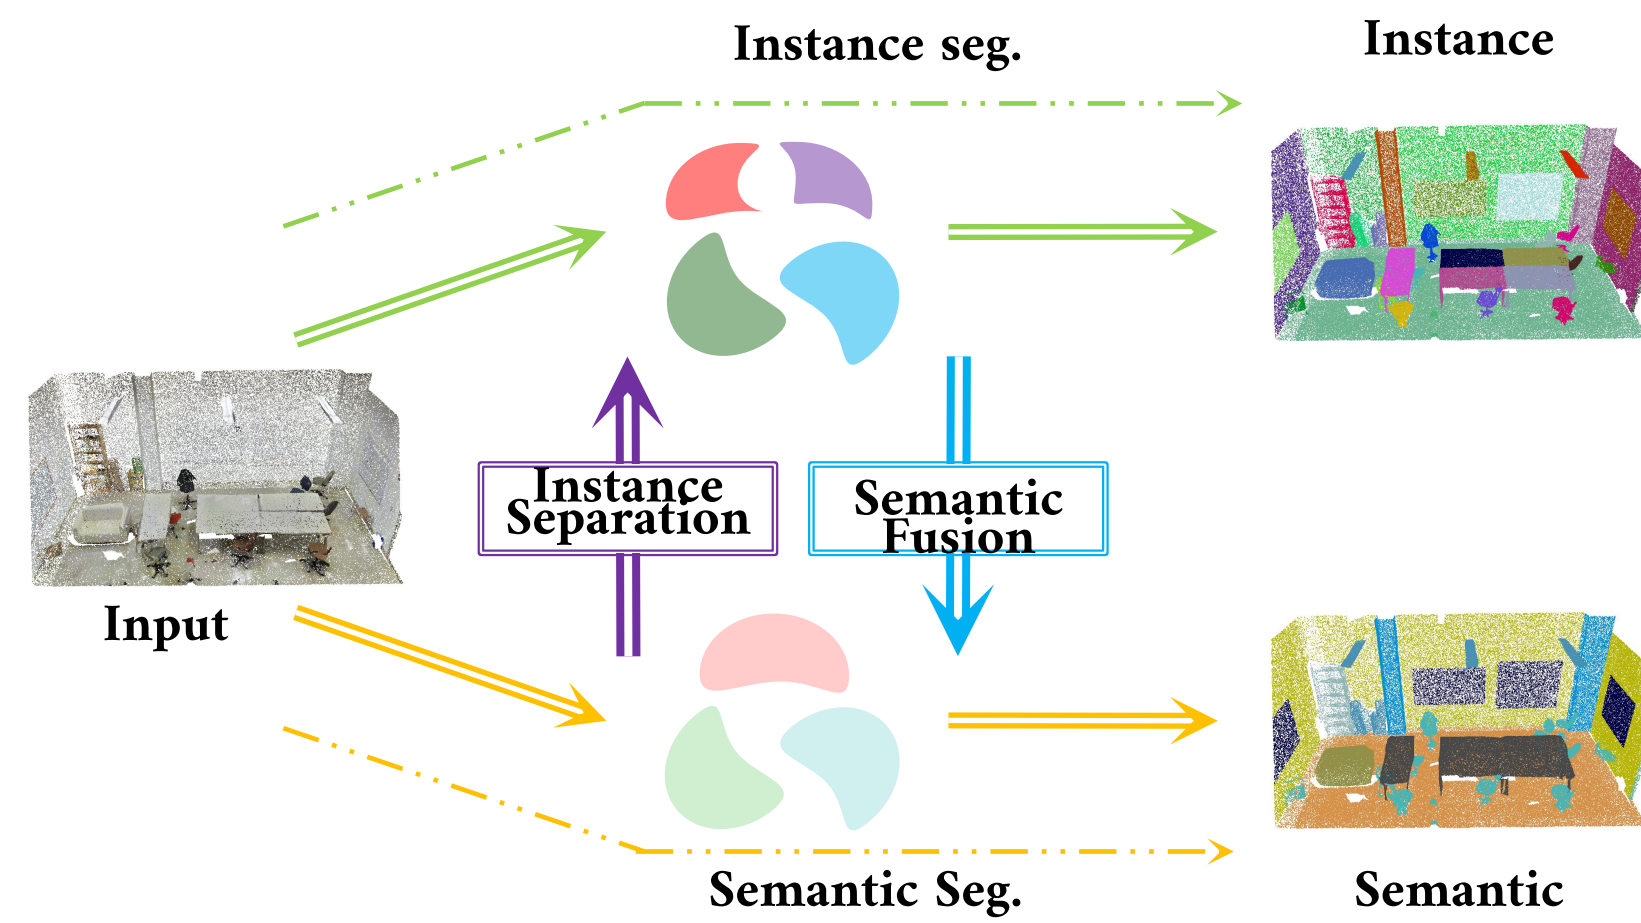 Instance seg.
Instance
Instance
Separation
Semantic
Fusion
Input
Semantic Seg.
Semantic